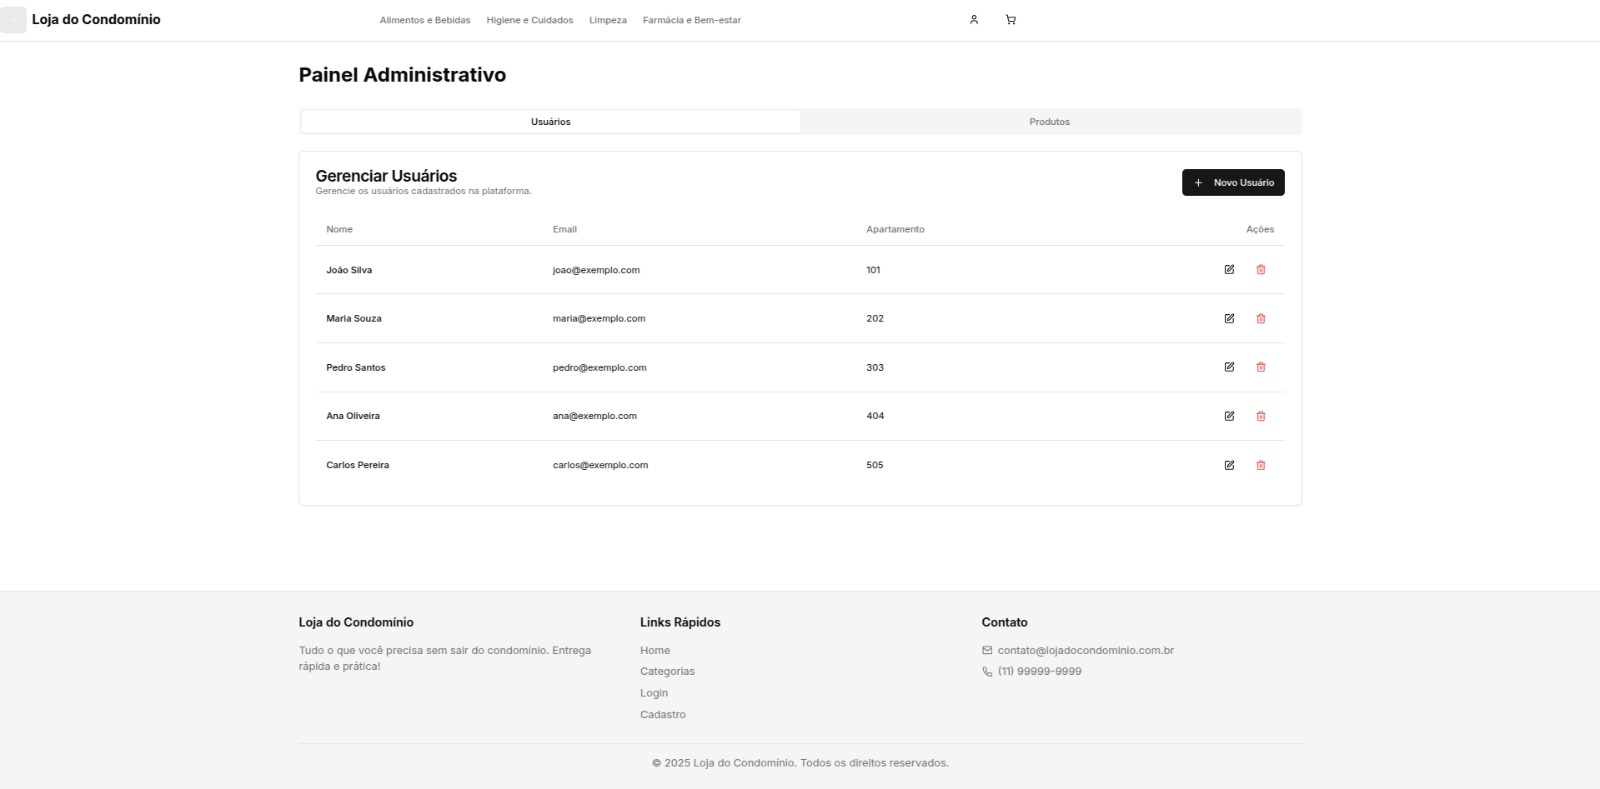 Loja do Condomínio
Alimentos e Bebidas Higiene e Cuidados Limpeza Farmácia e Bem-estar
Painel Administrativo
Usuários Produtos
Gerenciar Usuários
Gerencie os usuários cadastrados na plataforma.
+ Novo Usuário
Nome Email Apartamento Ações
João Silva joao@exemplo.com 101
Maria Souza maria@exemplo.com 202
Pedro Santos pedro@exemplo.com 303
Ana Oliveira ana@exemplo.com 404
Carlos Pereira carlos@exemplo.com 505
Loja do Condomínio
Tudo o que você precisa sem sair do condomínio. Entrega
rápida e prática!
Links Rápidos
Home
Categorias
Login
Cadastro
Contato
contato@lojadocondominio.com.br
(11) 99999-9999
© 2025 Loja do Condomínio. Todos os direitos reservados.